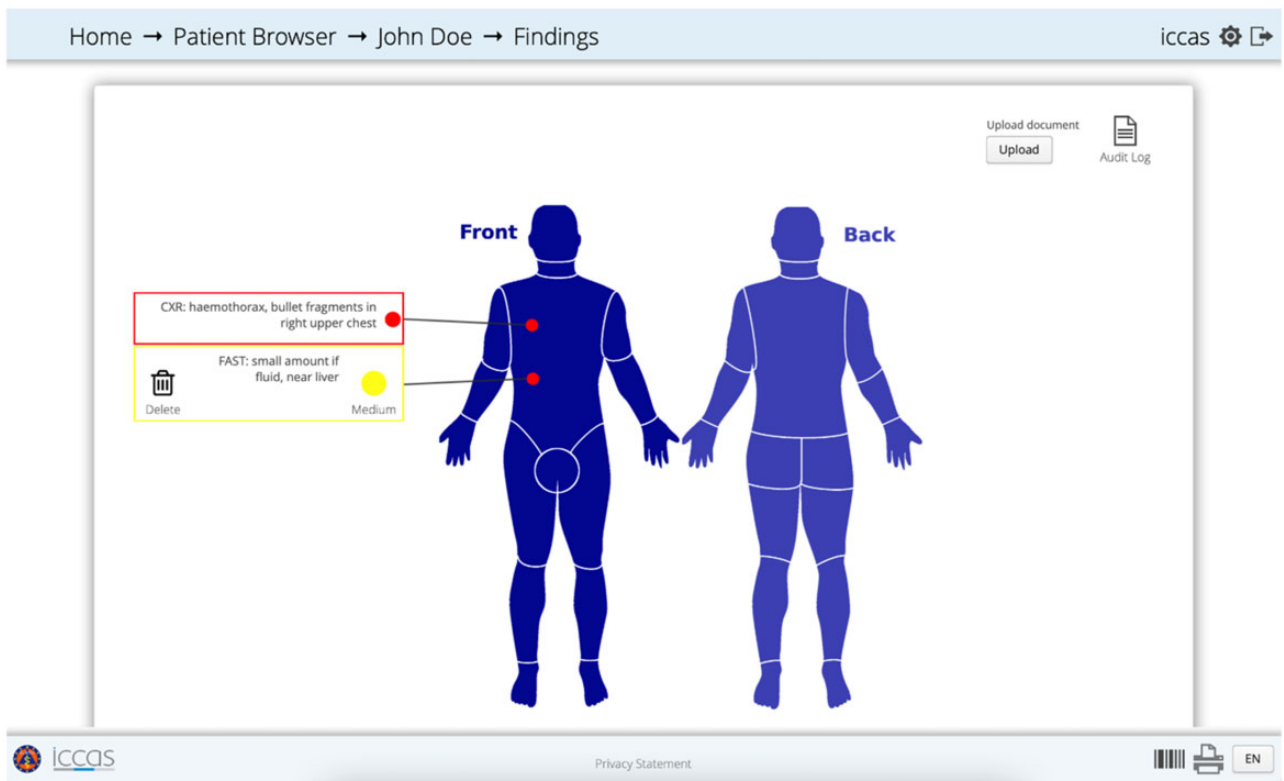 Home → Patient Browser → John Doe → Findings
iccas
Upload document
Upload
Audit Log
Front
Back
CXR: haemothorax, bullet fragments in
right upper chest
FAST: small amount if
fluid, near liver
Delete
Medium
iccas
Privacy Statement
EN